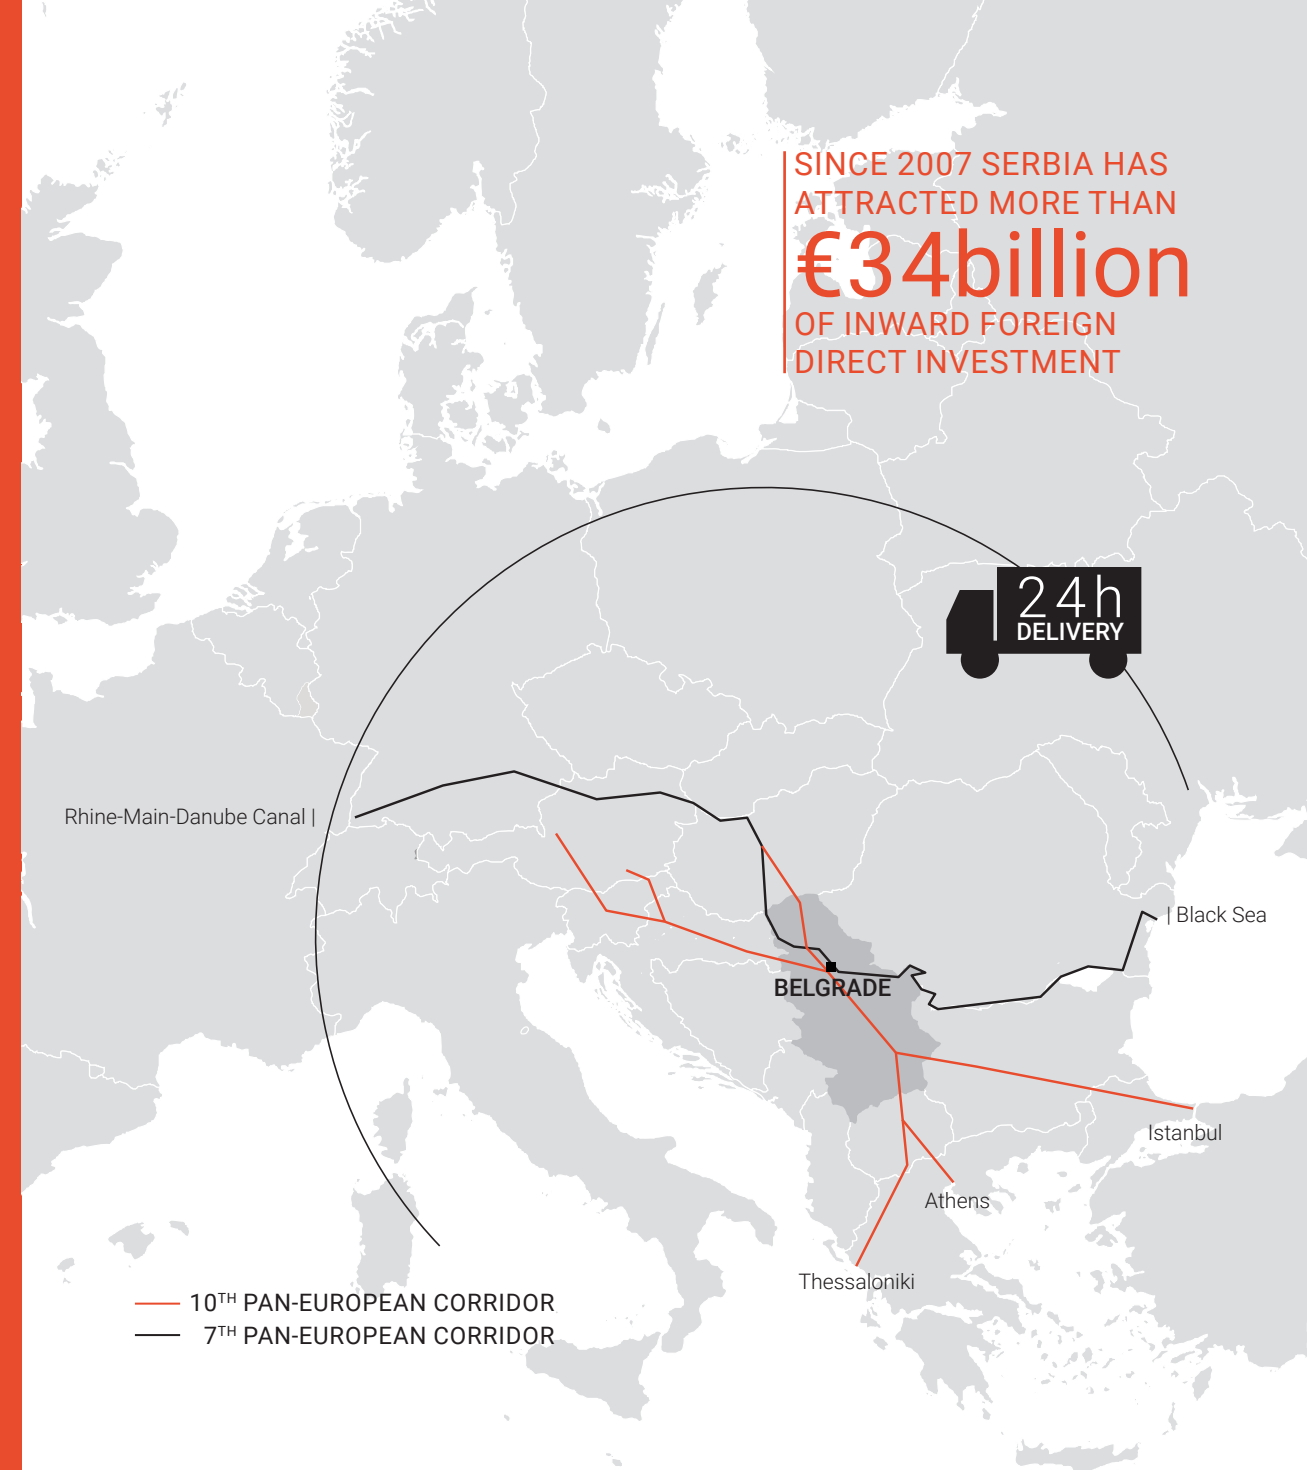 SINCE 2007 SERBIA HAS
ATTRACTED MORE THAN
€34billion
OF INWARD FOREIGN
DIRECT INVESTMENT
24h
DELIVERY
Rhine-Main-Danube Canal |
| Black Sea
BELGRADE
Istanbul
Athens
Thessaloniki
10TH PAN-EUROPEAN CORRIDOR
7TH PAN-EUROPEAN CORRIDOR